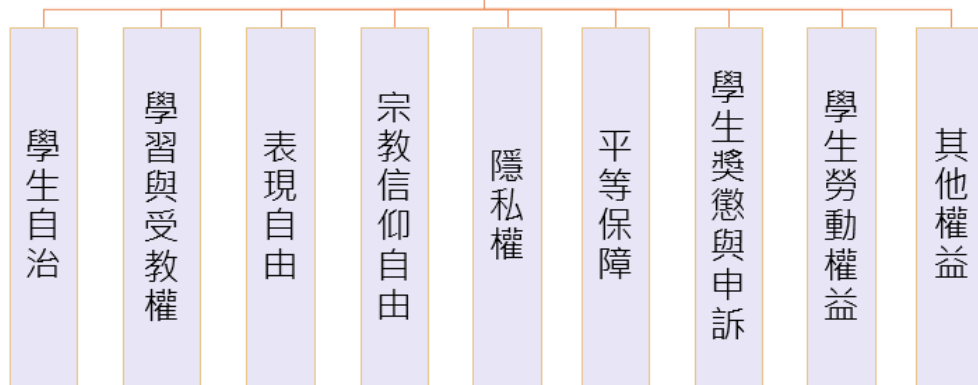 學生自治
學習與受教權
表現自由
宗教信仰自由
隱私權
平等保障
學生獎懲與申訴
學生勞動權益
其他權益